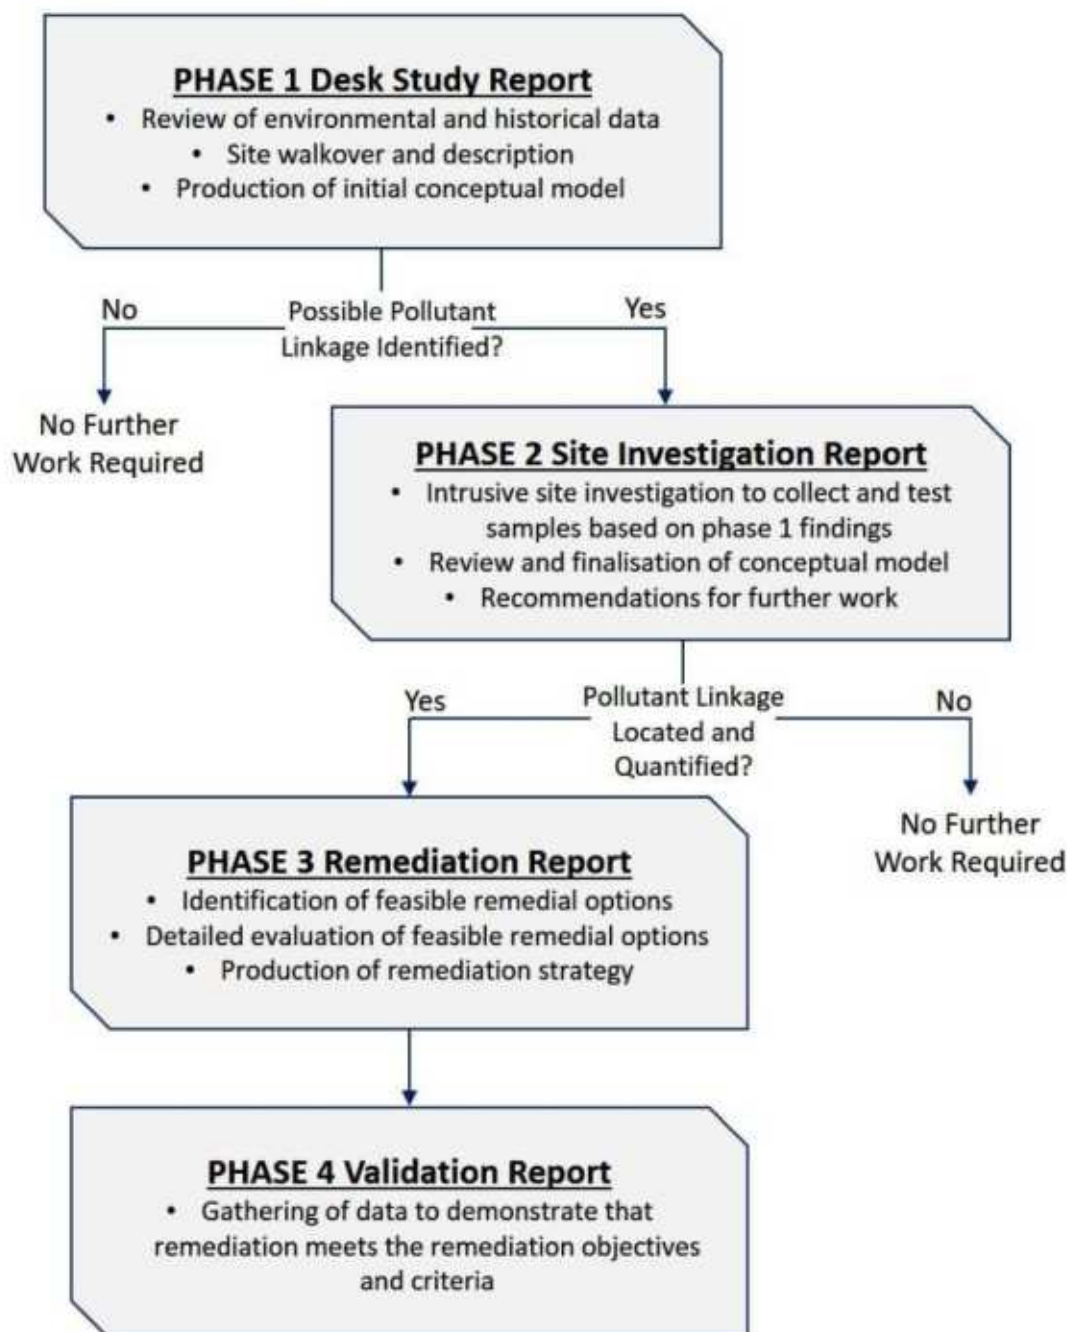 PHASE 1 Desk Study Report
• Review of environmental and historical data
• Site walkover and description
• Production of initial conceptual model
No
Possible Pollutant
Linkage Identified?
Yes
No Further
Work Required
PHASE 2 Site Investigation Report
• Intrusive site investigation to collect and test
samples based on phase 1 findings
• Review and finalisation of conceptual model
• Recommendations for further work
Yes
Pollutant Linkage
Located and
Quantified?
No
No Further
Work Required
PHASE 3 Remediation Report
• Identification of feasible remedial options
• Detailed evaluation of feasible remedial options
• Production of remediation strategy
PHASE 4 Validation Report
• Gathering of data to demonstrate that
remediation meets the remediation objectives
and criteria